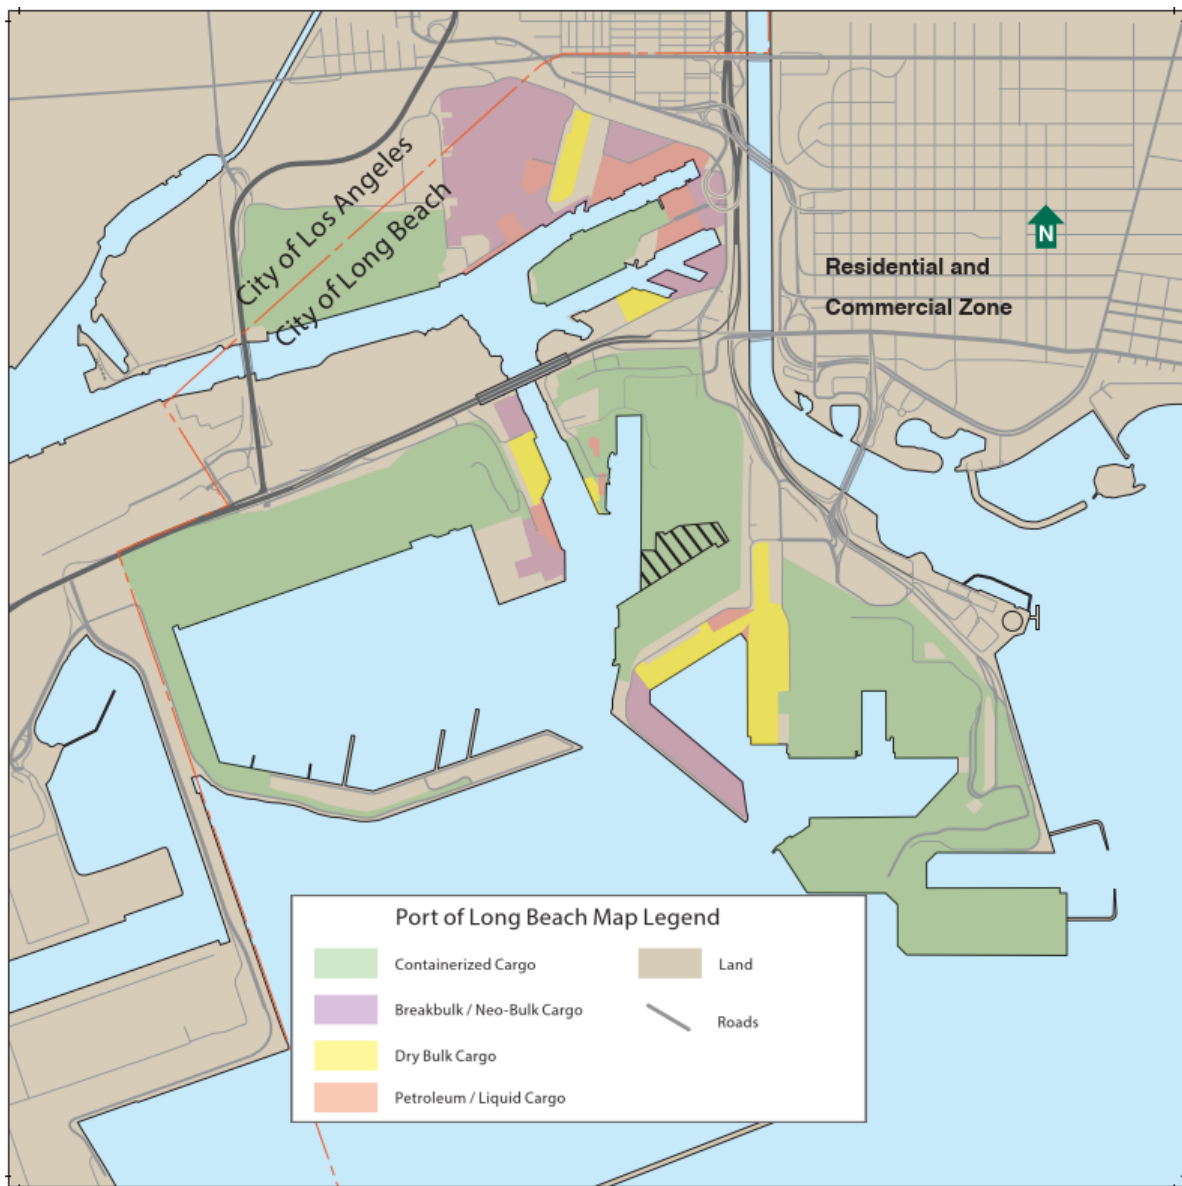 City of Los Angeles
City of Long Beach
N
Residential and
Commercial Zone
Port of Long Beach Map Legend
Containerized Cargo
Breakbulk / Neo-Bulk Cargo
Dry Bulk Cargo
Petroleum / Liquid Cargo
Land
Roads